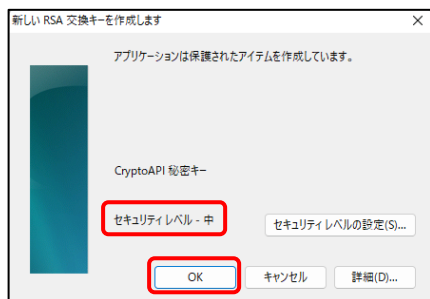 新しい RSA 交換キーを作成します
アプリケーションは保護されたアイテムを作成しています。
CryptoAPI 秘密キー
セキュリティ レベル - 中
セキュリティ レベルの設定(S)...
OK
キャンセル
詳細(D)...